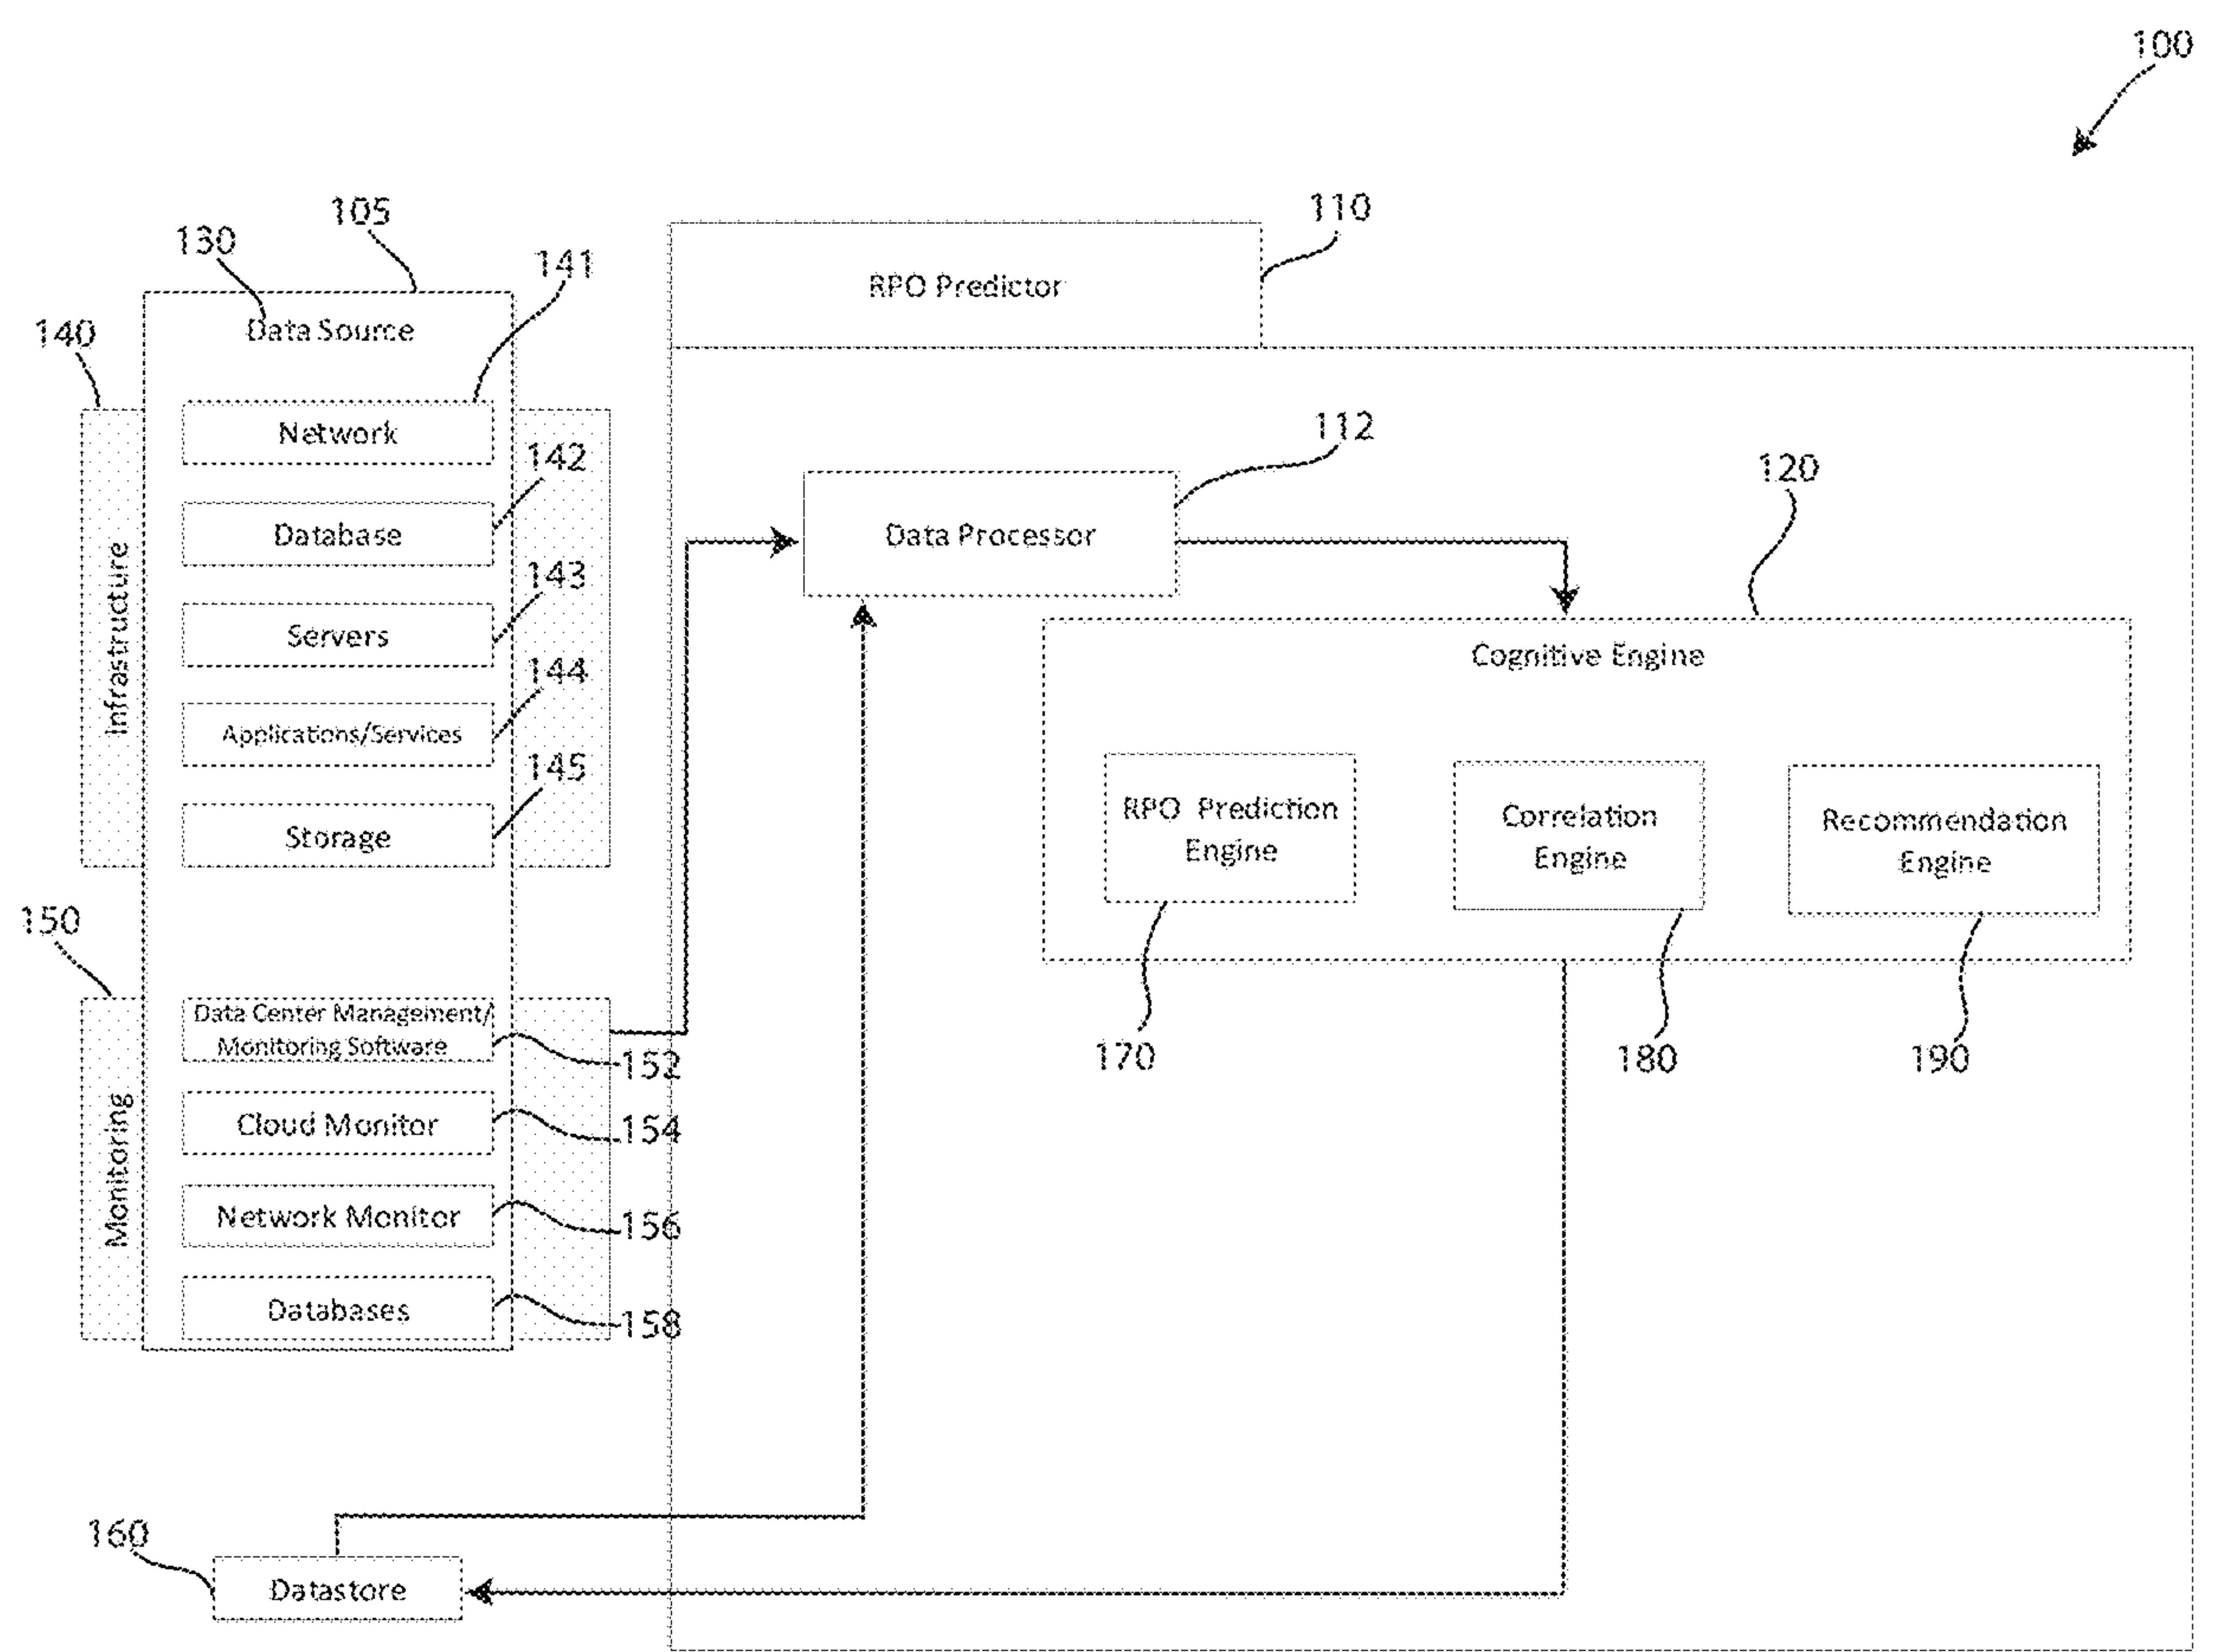 100
105
110
130
141
RPO Predictor
140
Data Source
112
Network
142
120
Database
Data Processor
143
Servers
Cognitive Engine
Infrastructure
144
Applications/Services
145
Storage
RPO Prediction
Engine
Correlation
Engine
Recommendation
Engine
150
Data Center Management/
Monitoring Software
152
170
180
190
Cloud Monitor
154
Monitoring
Network Monitor
156
Databases
158
160
Datastore